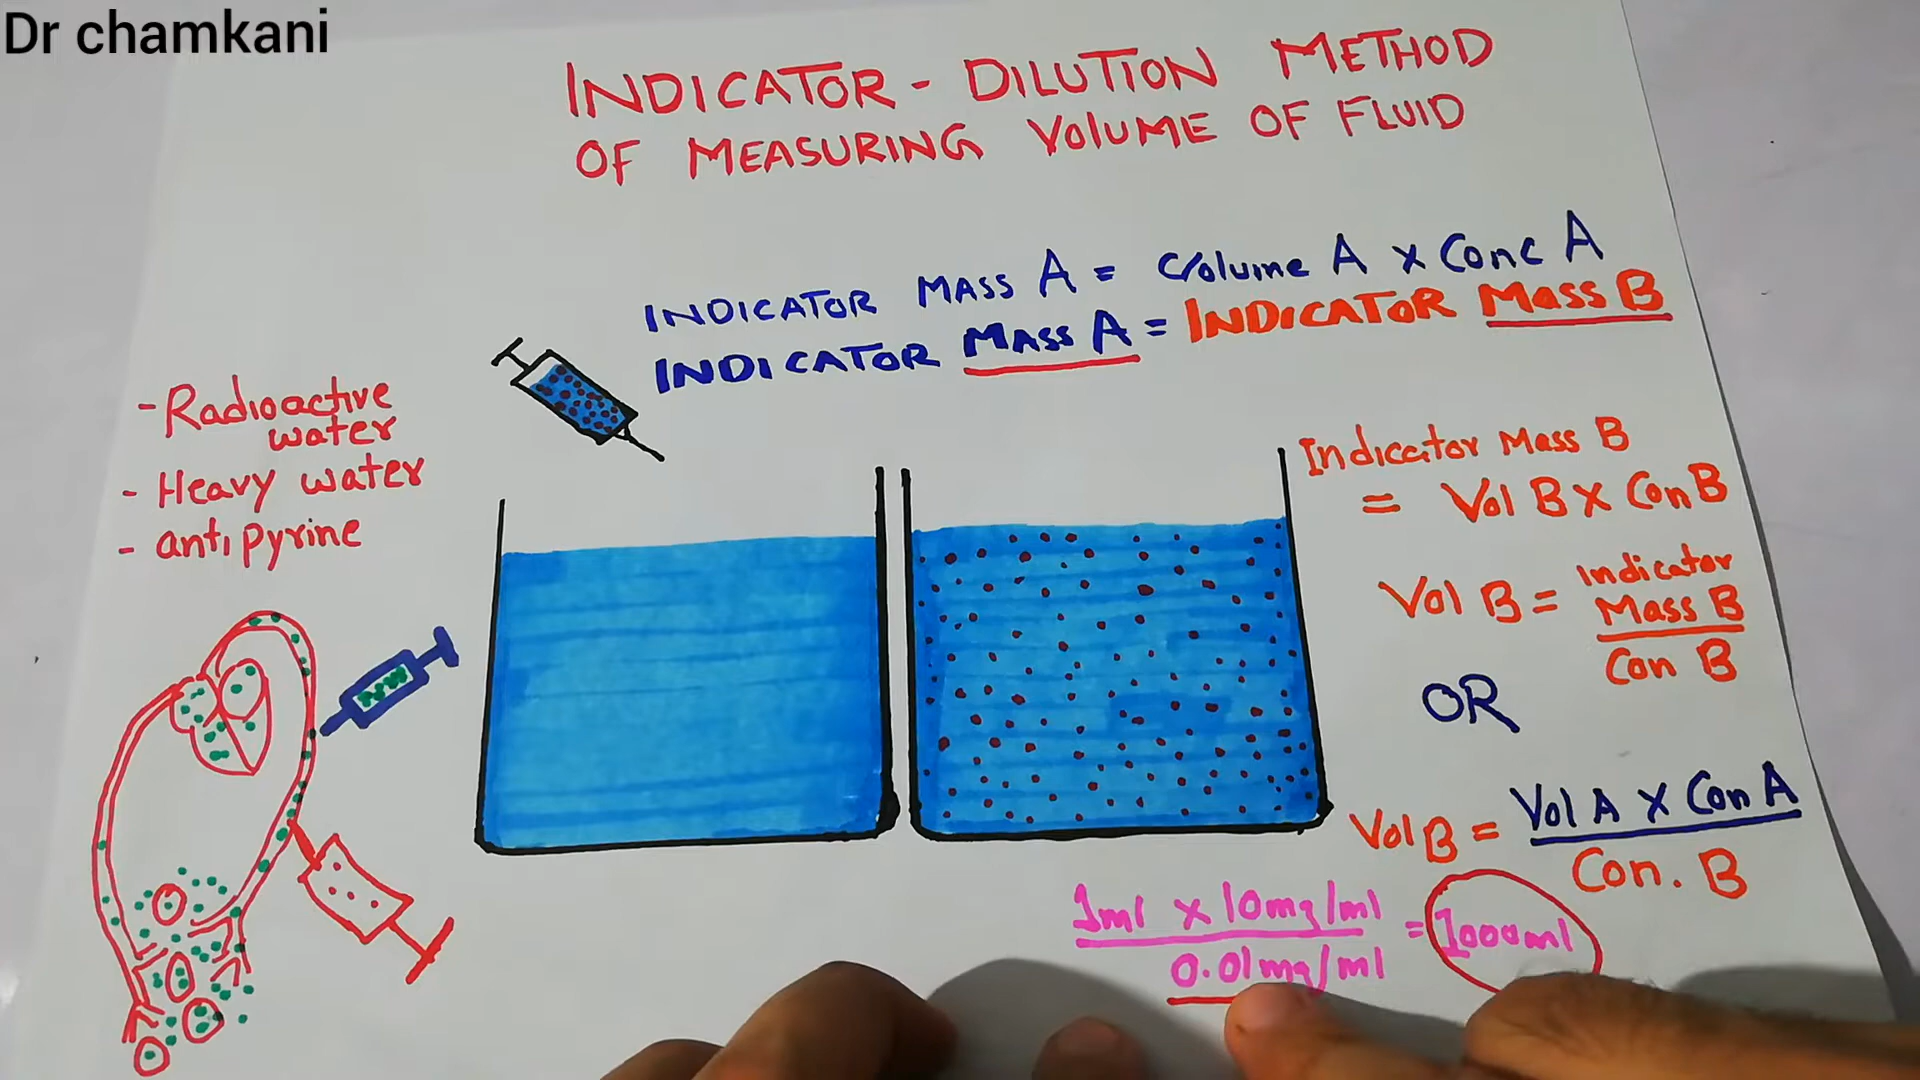 Dr chamkani
INDICATOR - DILUTION METHOD
OF MEASURING VOLUME OF FLUID
INDICATOR MASS A = Volume A x Conc A
INDICATOR MASS A = INDICATOR Mass B
- Radioactive
water
- Heavy water
- antipyrine
Indicator Mass B
= Vol B x Con B
Vol B = Indicator
Mass B
Con B
OR
Vol B = Vol A x Con A
Con. B
1ml x 10mg/ml = 1000ml
0.01mg/ml